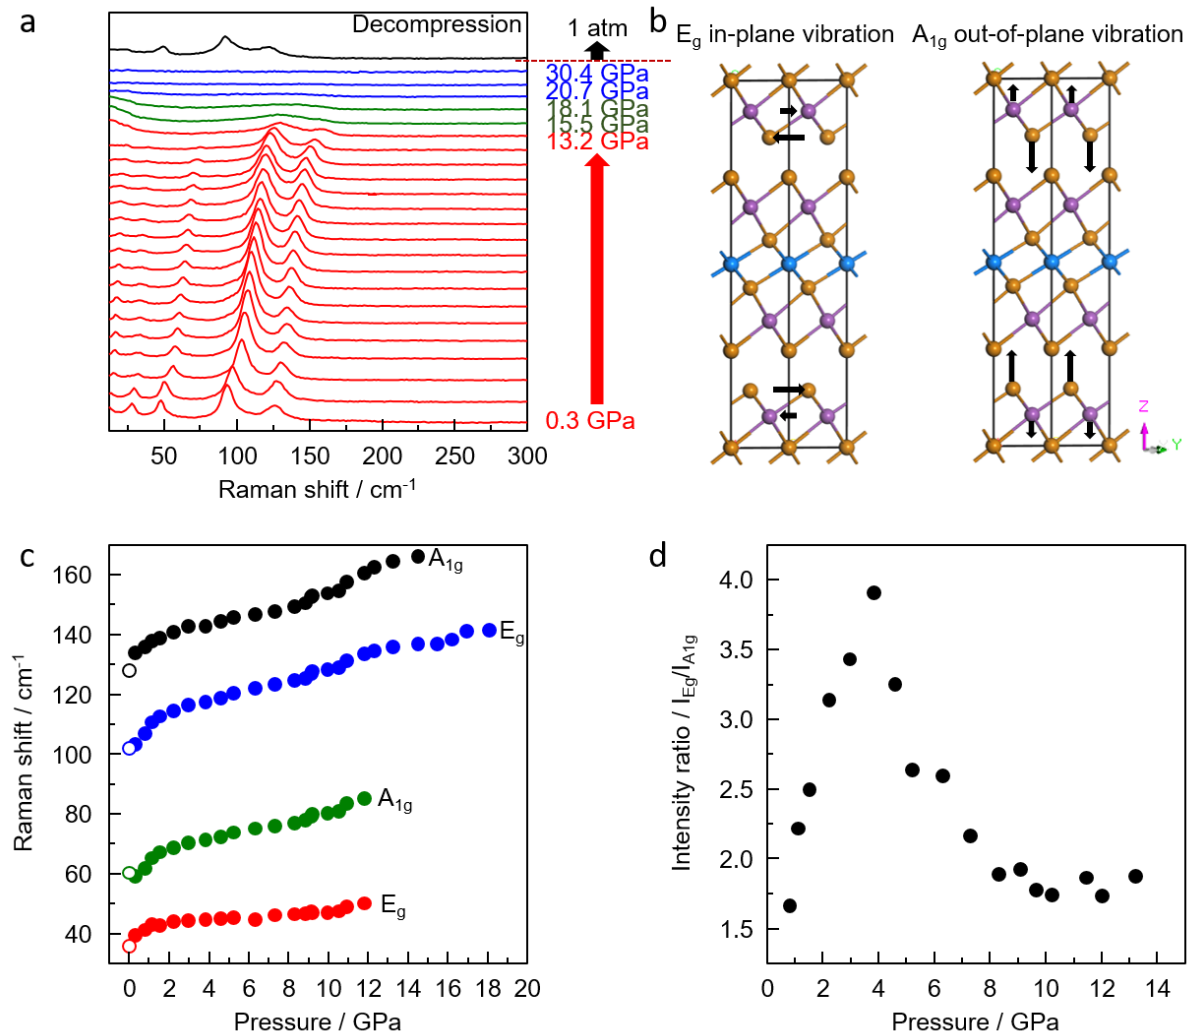 a
Decompression
1 atm
30.4 GPa
20.7 GPa
18.1 GPa
15.5 GPa
13.2 GPa
0.3 GPa
50 100 150 200 250 300
Raman shift / cm-1
b
Eg in-plane vibration
A1g out-of-plane vibration
Z
Y
c
160
140
120
100
80
60
40
Raman shift / cm-1
A1g
Eg
A1g
Eg
0 2 4 6 8 10 12 14 16 18 20
Pressure / GPa
d
4.0
3.5
3.0
2.5
2.0
1.5
Intensity ratio / IEg/IA1g
0 2 4 6 8 10 12 14
Pressure / GPa